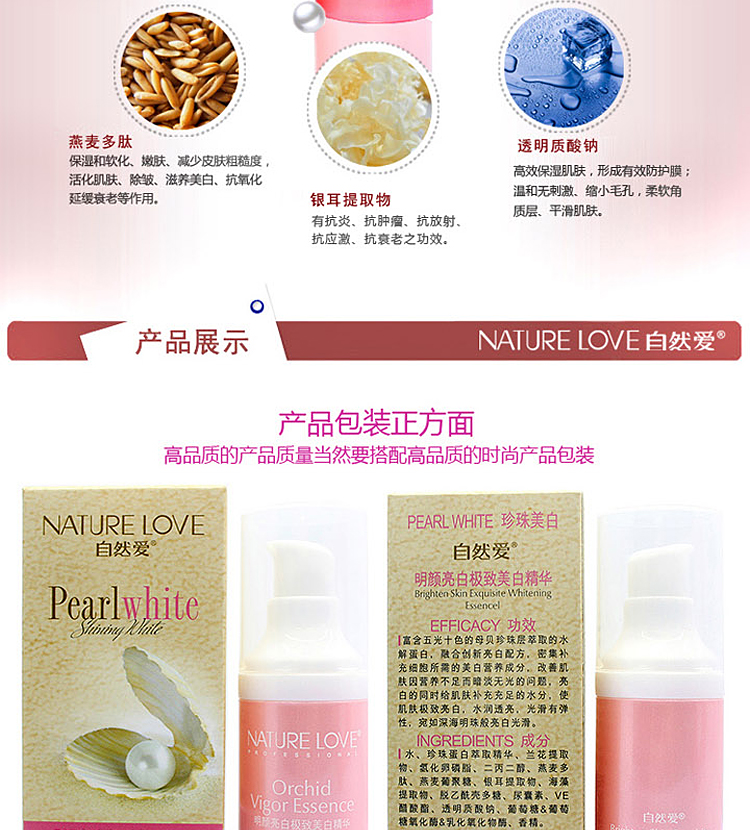 燕麦多肽
保湿和软化、嫩肤、减少皮肤粗糙度，
活化肌肤、除皱、滋养美白、抗氧化
延缓衰老等作用。
银耳提取物
有抗炎、抗肿瘤、抗放射、
抗应激、抗衰老之功效。
透明质酸钠
高效保湿肌肤，形成有效防护膜；
温和无刺激、缩小毛孔，柔软角
质层、平滑肌肤。
产品展示
NATURE LOVE 自然爱®
产品包装正方面
高品质的产品质量当然要搭配高品质的时尚产品包装
NATURE LOVE
自然爱®
Pearlwhite
Shining White
NATURE LOVE
PROFESSIONAL
Orchid
Vigor Essence
明颜亮白极致美白精华
PEARL WHITE 珍珠美白
自然爱®
明颜亮白极致美白精华
Brighten Skin Exquisite Whitening
Essencel
EFFICACY 功效
富含五光十色的母贝珍珠层萃取的水
解蛋白，融合创新亮白配方，密集补
充细胞所需的美白营养成分，改善肌
肤因营养不足而暗淡无光的问题，亮
白的同时给肌肤补充充足的水分，使
肌肤极致亮白，水润透亮，光滑有弹
性，宛如深海明珠般亮白光滑。
INGREDIENTS 成分
水、珍珠蛋白萃取精华、兰花提取
物、氢化卵磷脂、二丙二醇、燕麦多
肽、燕麦葡聚糖、银耳提取物、海藻
提取物、脱乙酰壳多糖、尿囊素、VE
醋酸酯、透明质酸钠、葡萄糖&葡萄
糖氧化酶&乳化氧化物酶、香精。
自然爱®